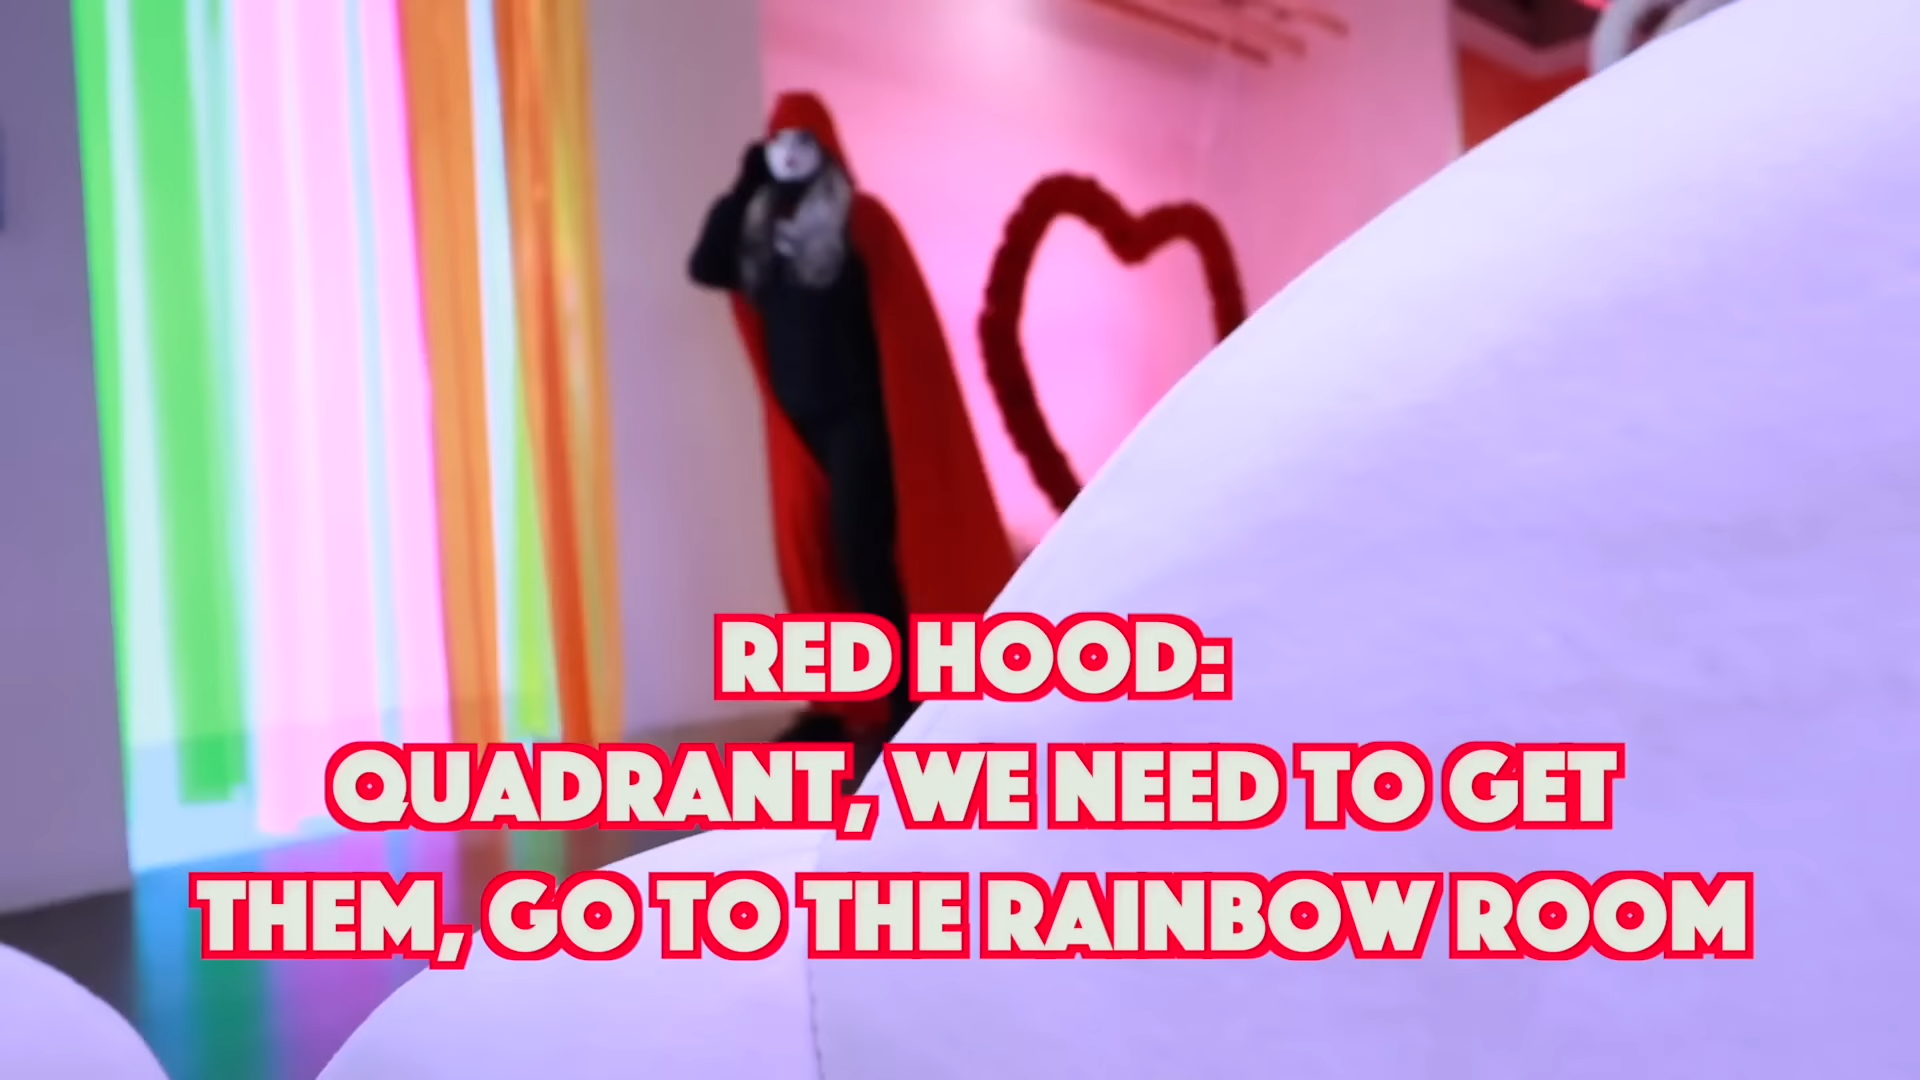 RED HOOD:
QUADRANT, WE NEED TO GET
THEM, GO TO THE RAINBOW ROOM